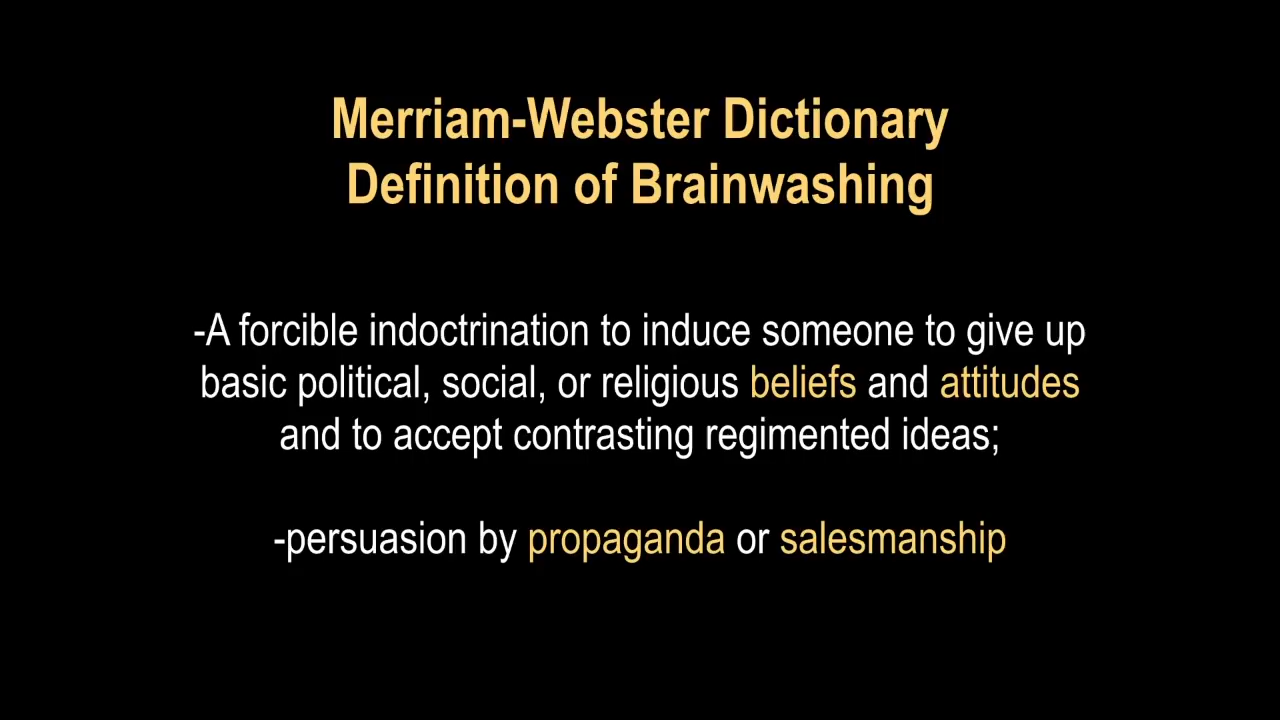 Merriam-Webster Dictionary
Definition of Brainwashing
-A forcible indoctrination to induce someone to give up
basic political, social, or religious beliefs and attitudes
and to accept contrasting regimented ideas;
-persuasion by propaganda or salesmanship